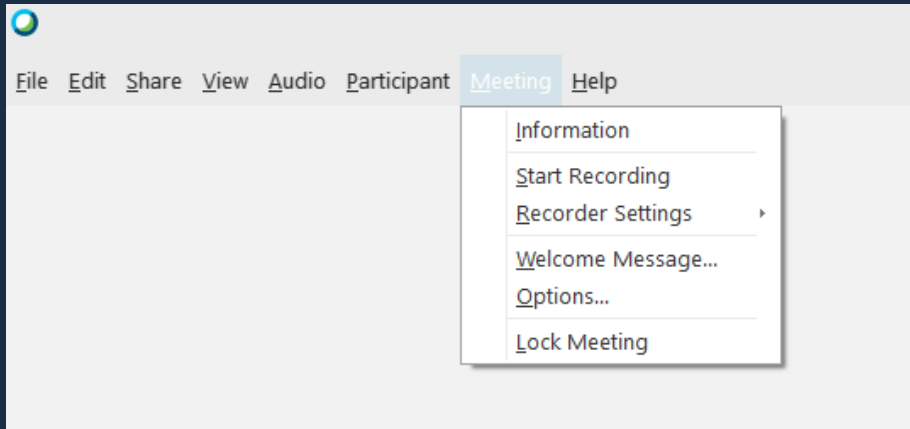 File Edit Share View Audio Participant Meeting Help
Information
Start Recording
Recorder Settings
Welcome Message...
Options...
Lock Meeting